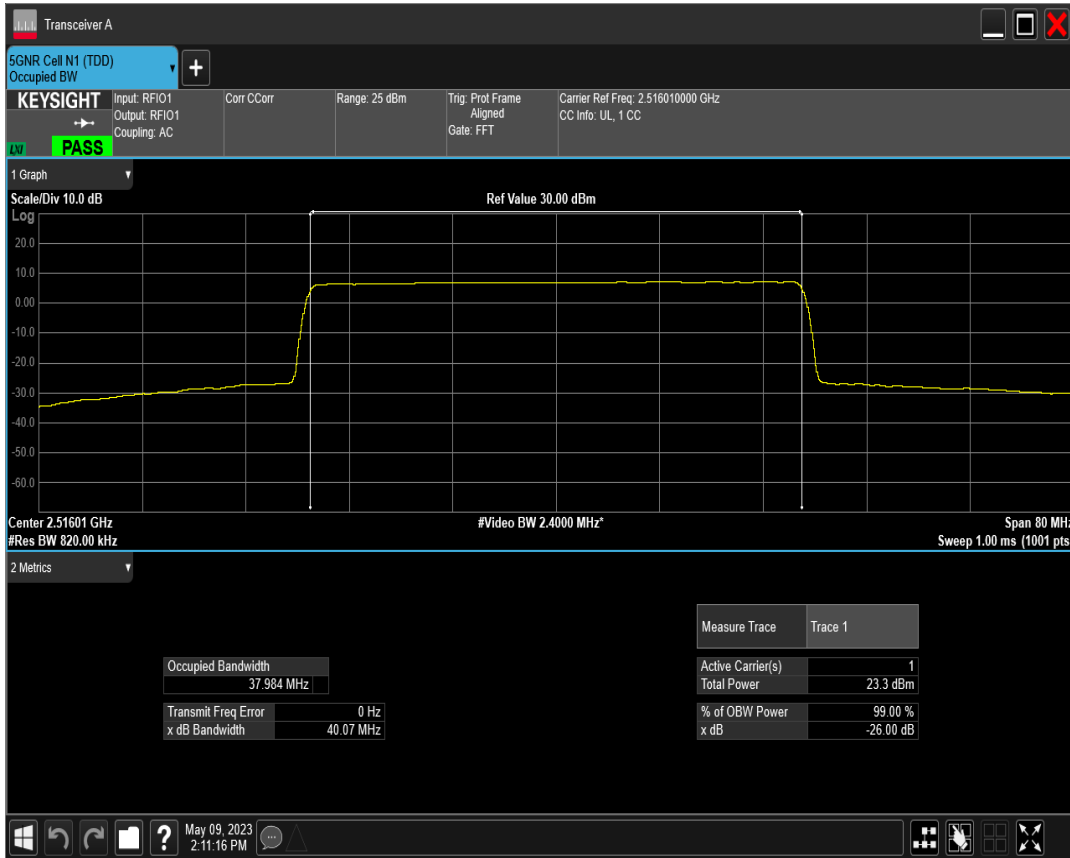 Transceiver A
5GNR Cell N1 (TDD)
Occupied BW
+
KEYSIGHT
LXI
PASS
Input: RFIO1
Output: RFIO1
Coupling: AC
Corr CCorr
Range: 25 dBm
Trig: Prot Frame
Aligned
Gate: FFT
Carrier Ref Freq: 2.516010000 GHz
CC Info: UL, 1 CC
1 Graph
Scale/Div 10.0 dB
Ref Value 30.00 dBm
Log
20.0
10.0
0.00
-10.0
-20.0
-30.0
-40.0
-50.0
-60.0
Center 2.51601 GHz
#Video BW 2.4000 MHz*
Span 80 MHz
#Res BW 820.00 kHz
Sweep 1.00 ms (1001 pts
2 Metrics
Measure Trace Trace 1
Occupied Bandwidth
37.984 MHz
Transmit Freq Error 0 Hz
x dB Bandwidth 40.07 MHz
Active Carrier(s) 1
Total Power 23.3 dBm
% of OBW Power 99.00 %
x dB -26.00 dB
?
May 09, 2023
2:11:16 PM